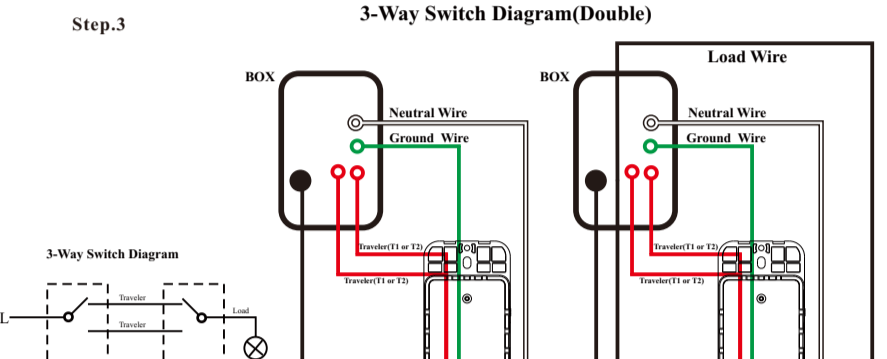 Step.3
3-Way Switch Diagram(Double)
Load Wire
BOX
BOX
Neutral Wire
Neutral Wire
Ground Wire
Ground Wire
Traveler(T1 or T2)
Traveler(T1 or T2)
Traveler(T1 or T2)
Traveler(T1 or T2)
3-Way Switch Diagram
Traveler
Load
L
Traveler